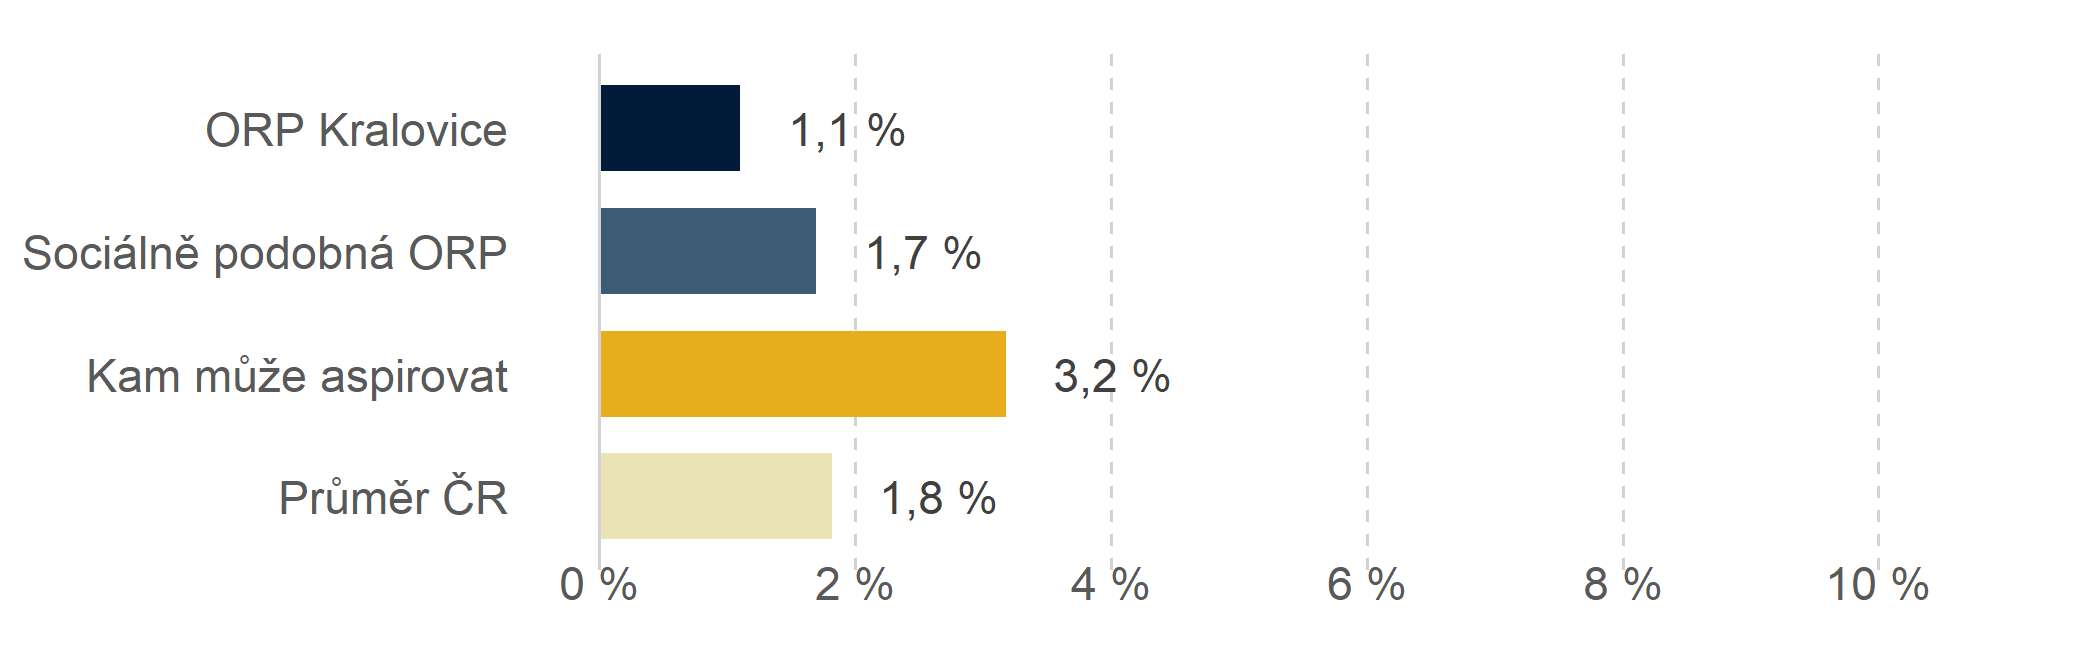 ORP Kralovice 1,1 %
Sociálně podobná ORP 1,7 %
Kam může aspirovat 3,2 %
Průměr ČR 1,8 %
0 % 2 % 4 % 6 % 8 % 10 %